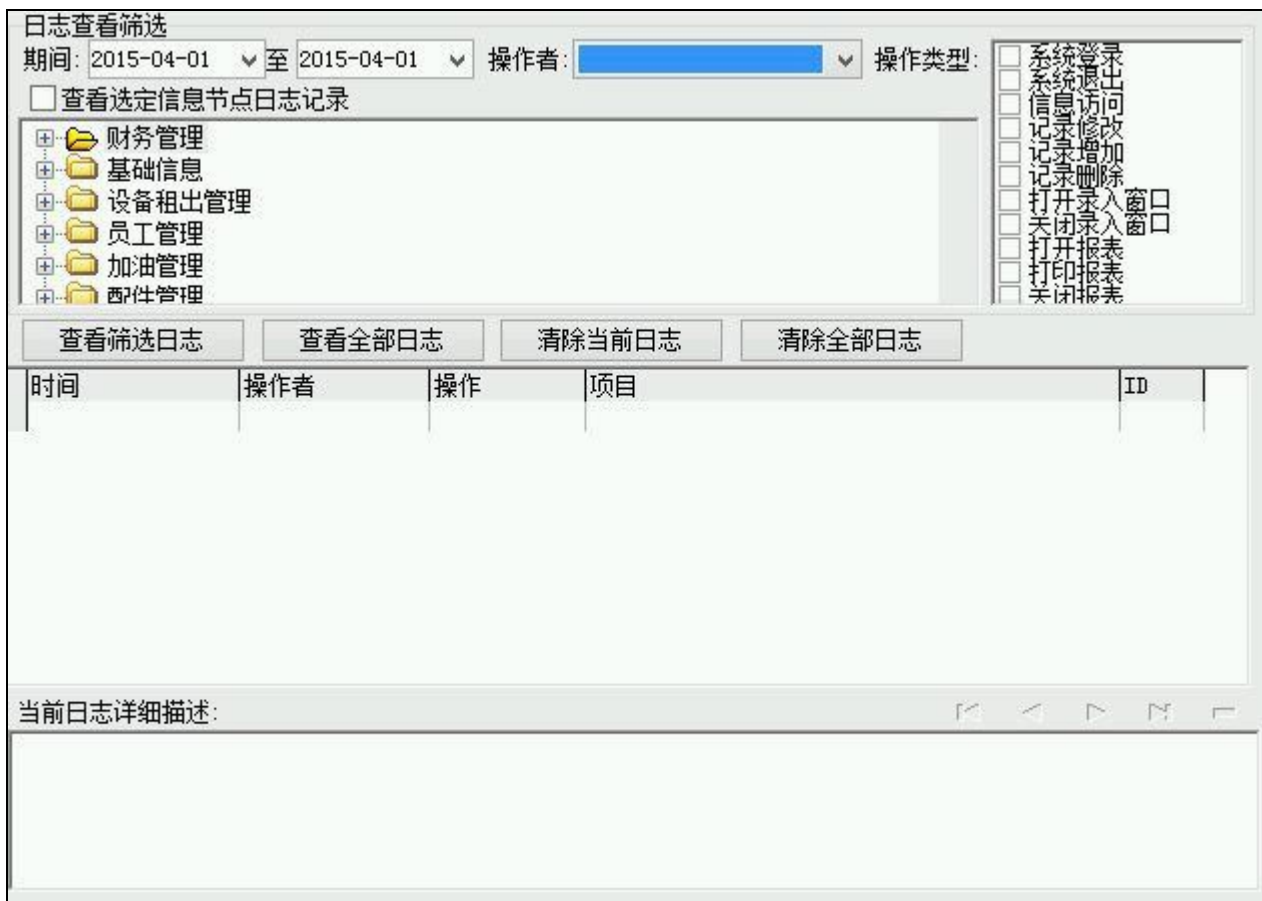 日志查看筛选
期间: 2015-04-01 至 2015-04-01 操作者: 操作类型:
系统登录
系统退出
信息访问
记录修改
记录增加
记录删除
打开录入窗口
关闭录入窗口
打开报表
打印报表
关闭报表
查看选定信息节点日志记录
财务管理
基础信息
设备租出管理
员工管理
加油管理
配件管理
查看筛选日志 查看全部日志 清除当前日志 清除全部日志
时间 操作者 操作 项目 ID
当前日志详细描述: